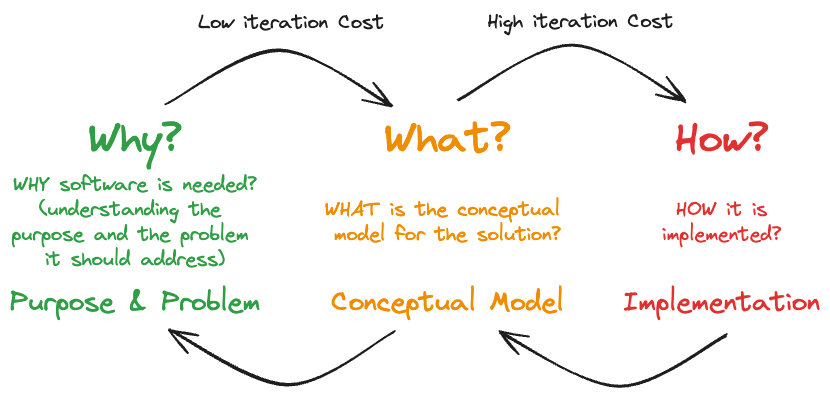 Low iteration Cost
High iteration Cost
Why?
WHY software is needed?
(understanding the
purpose and the problem
it should address)
Purpose & Problem
What?
WHAT is the conceptual
model for the solution?
Conceptual Model
How?
HOW it is
implemented?
Implementation